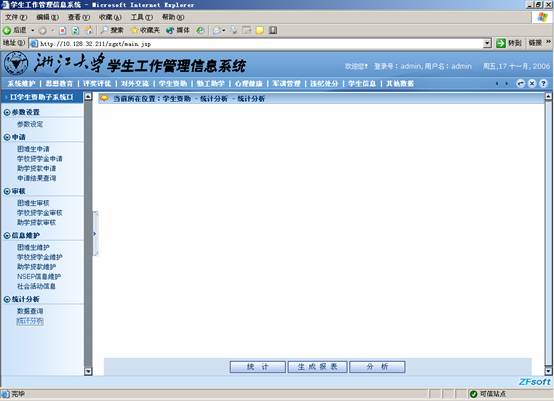 学生工作管理信息系统 - Microsoft Internet Explorer
文件(F) 编辑(E) 查看(V) 收藏(A) 工具(T) 帮助(H)
后退 搜索 收藏夹 媒体
地址(D) http://10.128.32.211/xgxt/main.jsp 转到 链接 »
浙江大学 学生工作管理信息系统 欢迎您! 登录号: admin, 用户名: admin 周五,17 十一月, 2006
系统维护 | 思想教育 | 评奖评优 | 对外交流 | 学生资助 | 勤工助学 | 心理健康 | 军训管理 | 违纪处分 | 学生信息 | 其他数据
学生资助子系统
当前所在位置: 学生资助 - 统计分析 - 统计分析
参数设置
参数设定
申请
困难生申请
学校贷学金申请
助学贷款申请
申请结果查询
审核
困难生审核
学校贷学金审核
助学贷款审核
信息维护
困难生维护
学校贷学金维护
助学贷款维护
NSEP信息维护
社会活动信息
统计分析
数据查询
统计分析
统 计 生 成 报 表 分 析
ZFsoft
完毕 可信站点